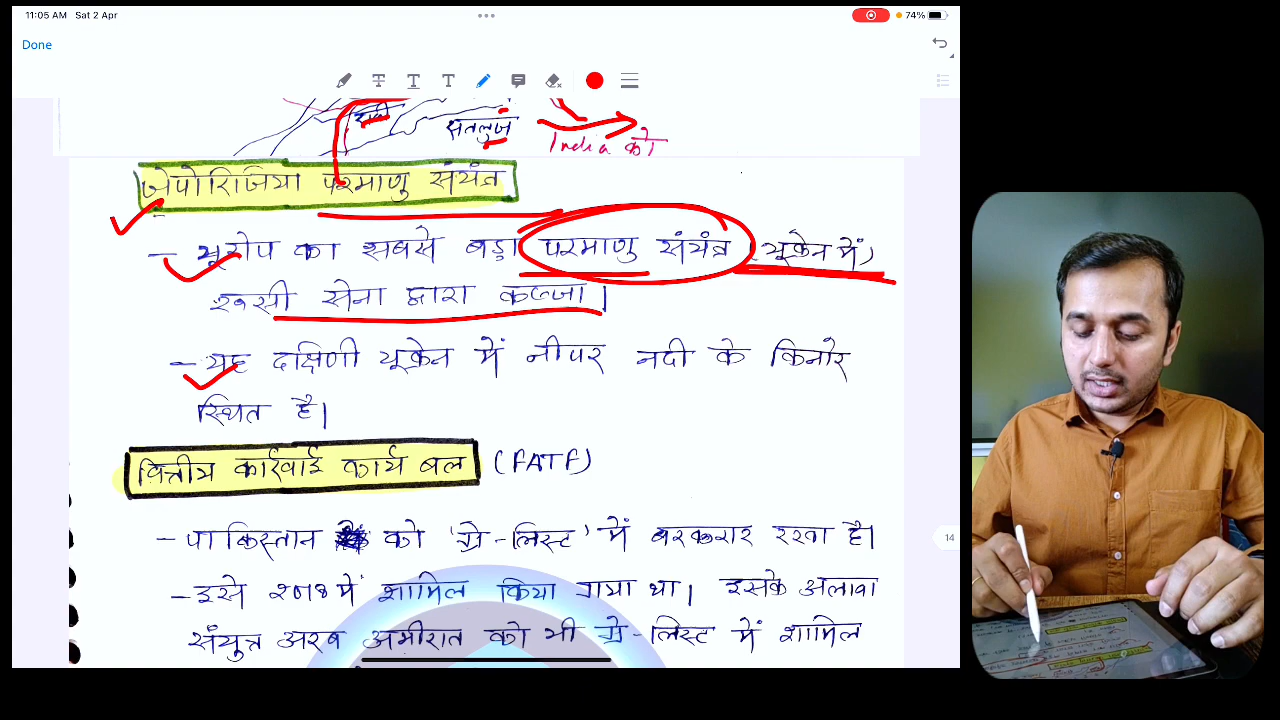 11:05 AM Sat 2 Apr
74%
Done
T T T
सतलुज
India को
ज़ेपोरिजिया परमाणु संयंत्र
- यूरोप का सबसे बड़ा परमाणु संयंत्र (यूक्रेन में)
रूसी सेना द्वारा कब्जा।
- यह दक्षिणी यूक्रेन में नीपर नदी के किनारे
स्थित है।
वित्तीय कार्रवाई कार्य बल (FATF)
- पाकिस्तान को 'ग्रे-लिस्ट' में बरकरार रखा है।
14
- इसे 2018 में शामिल किया गया था। इसके अलावा
संयुक्त अरब अमीरात को भी ग्रे-लिस्ट में शामिल